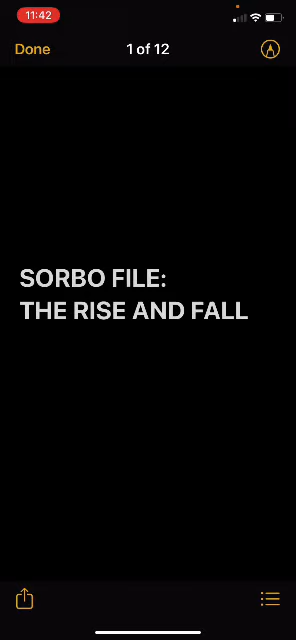 11:42
Done 1 of 12
SORBO FILE:
THE RISE AND FALL